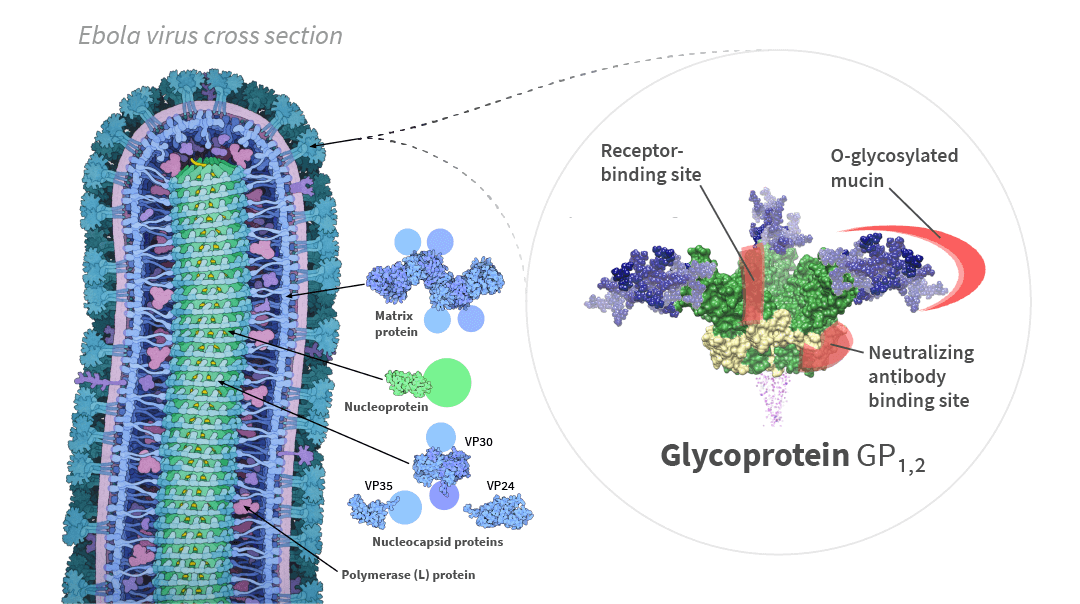 Ebola virus cross section
Receptor-
binding site
O-glycosylated
mucin
Matrix
protein
Neutralizing
antibody
binding site
Nucleoprotein
Glycoprotein GP1,2
VP30
VP35
VP24
Nucleocapsid proteins
Polymerase (L) protein